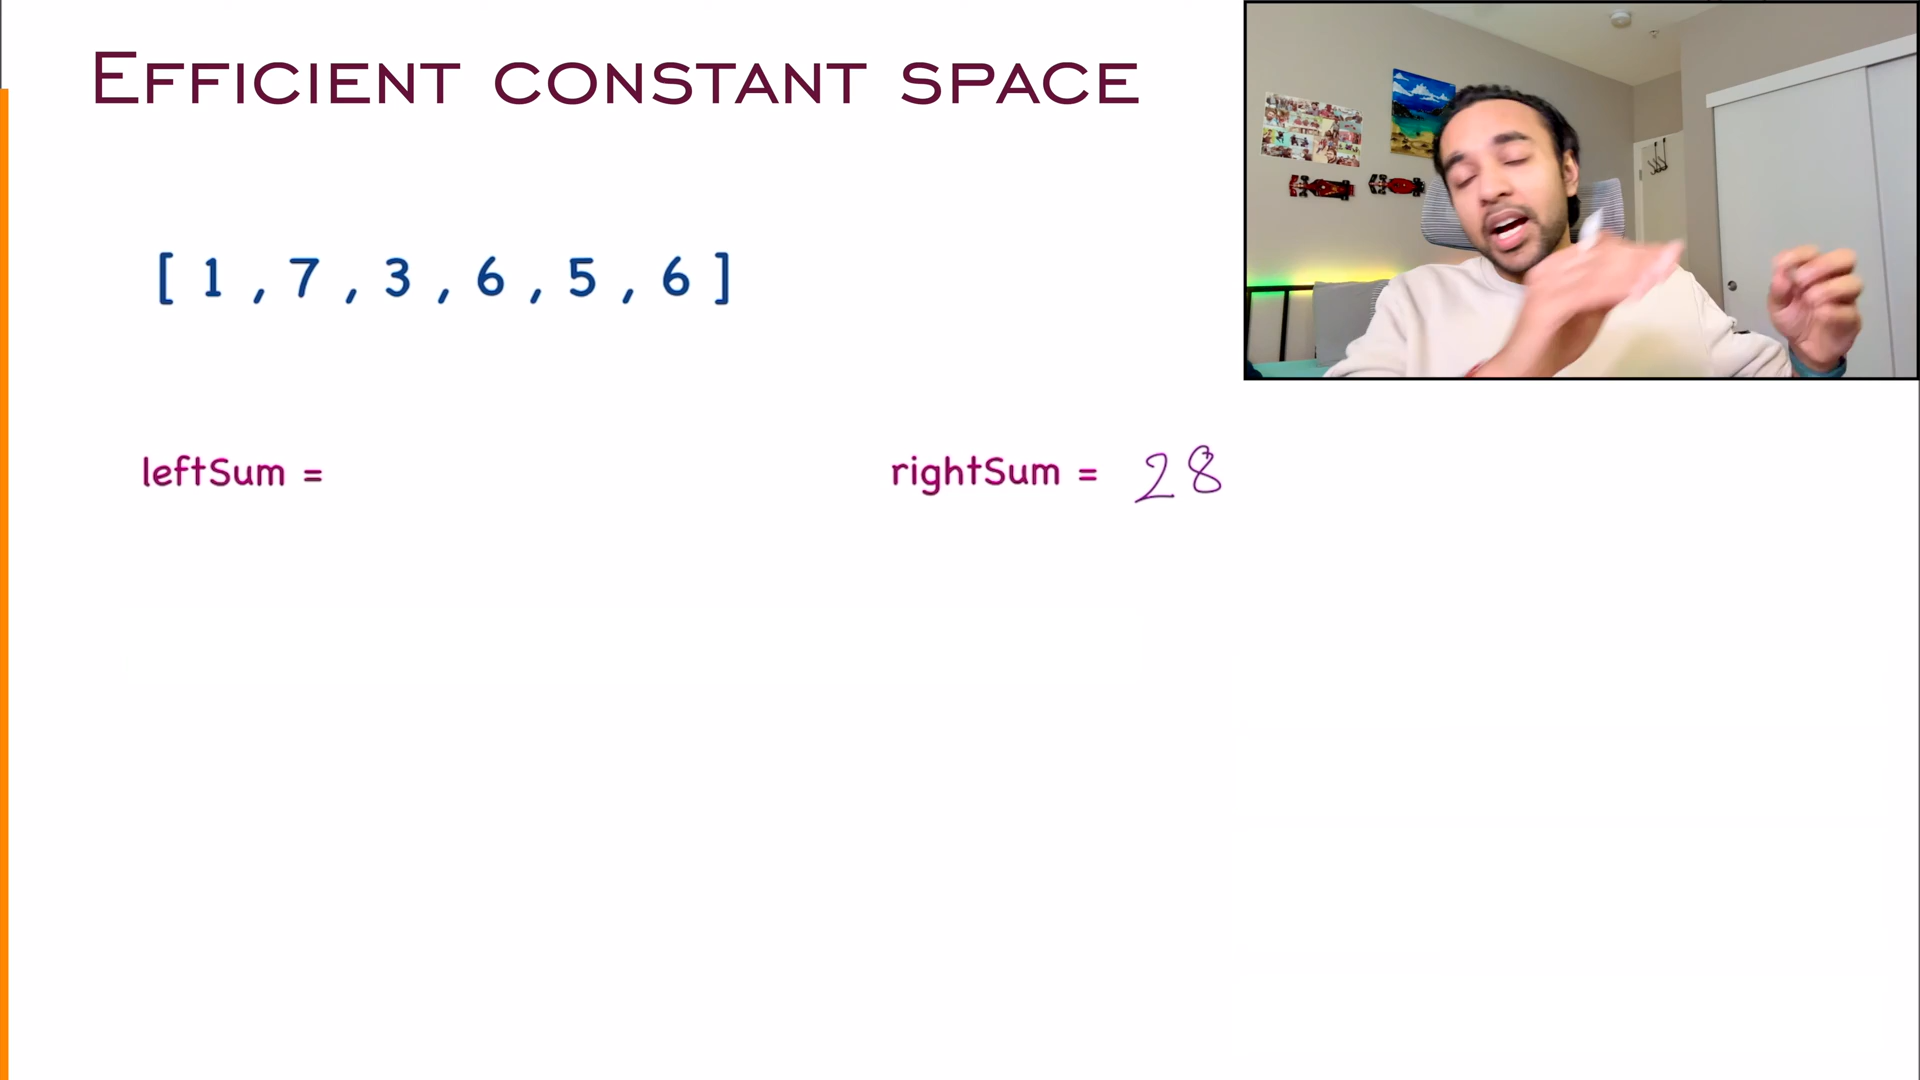 EFFICIENT CONSTANT SPACE
[ 1 , 7 , 3 , 6 , 5 , 6 ]
leftSum =
rightSum = 28